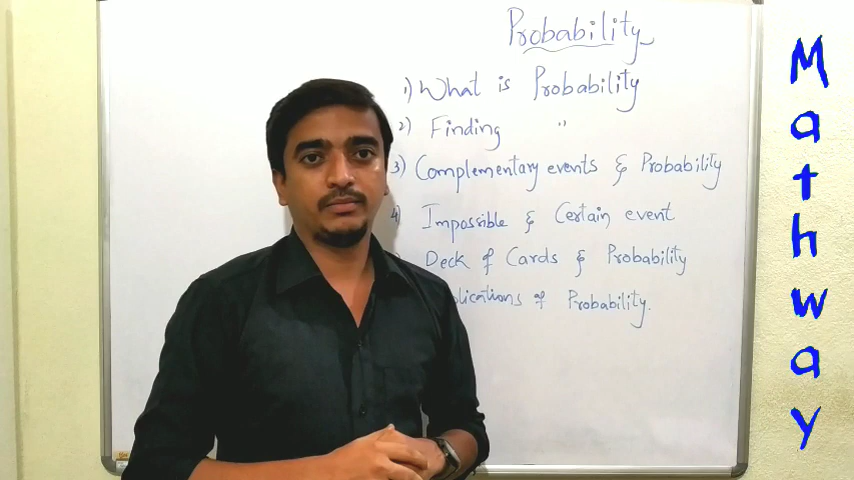 Probability
1) What is Probability
2) Finding "
3) Complementary events & Probability
4) Impossible & Certain event
Deck of Cards & Probability
plications of Probability.
Mathway